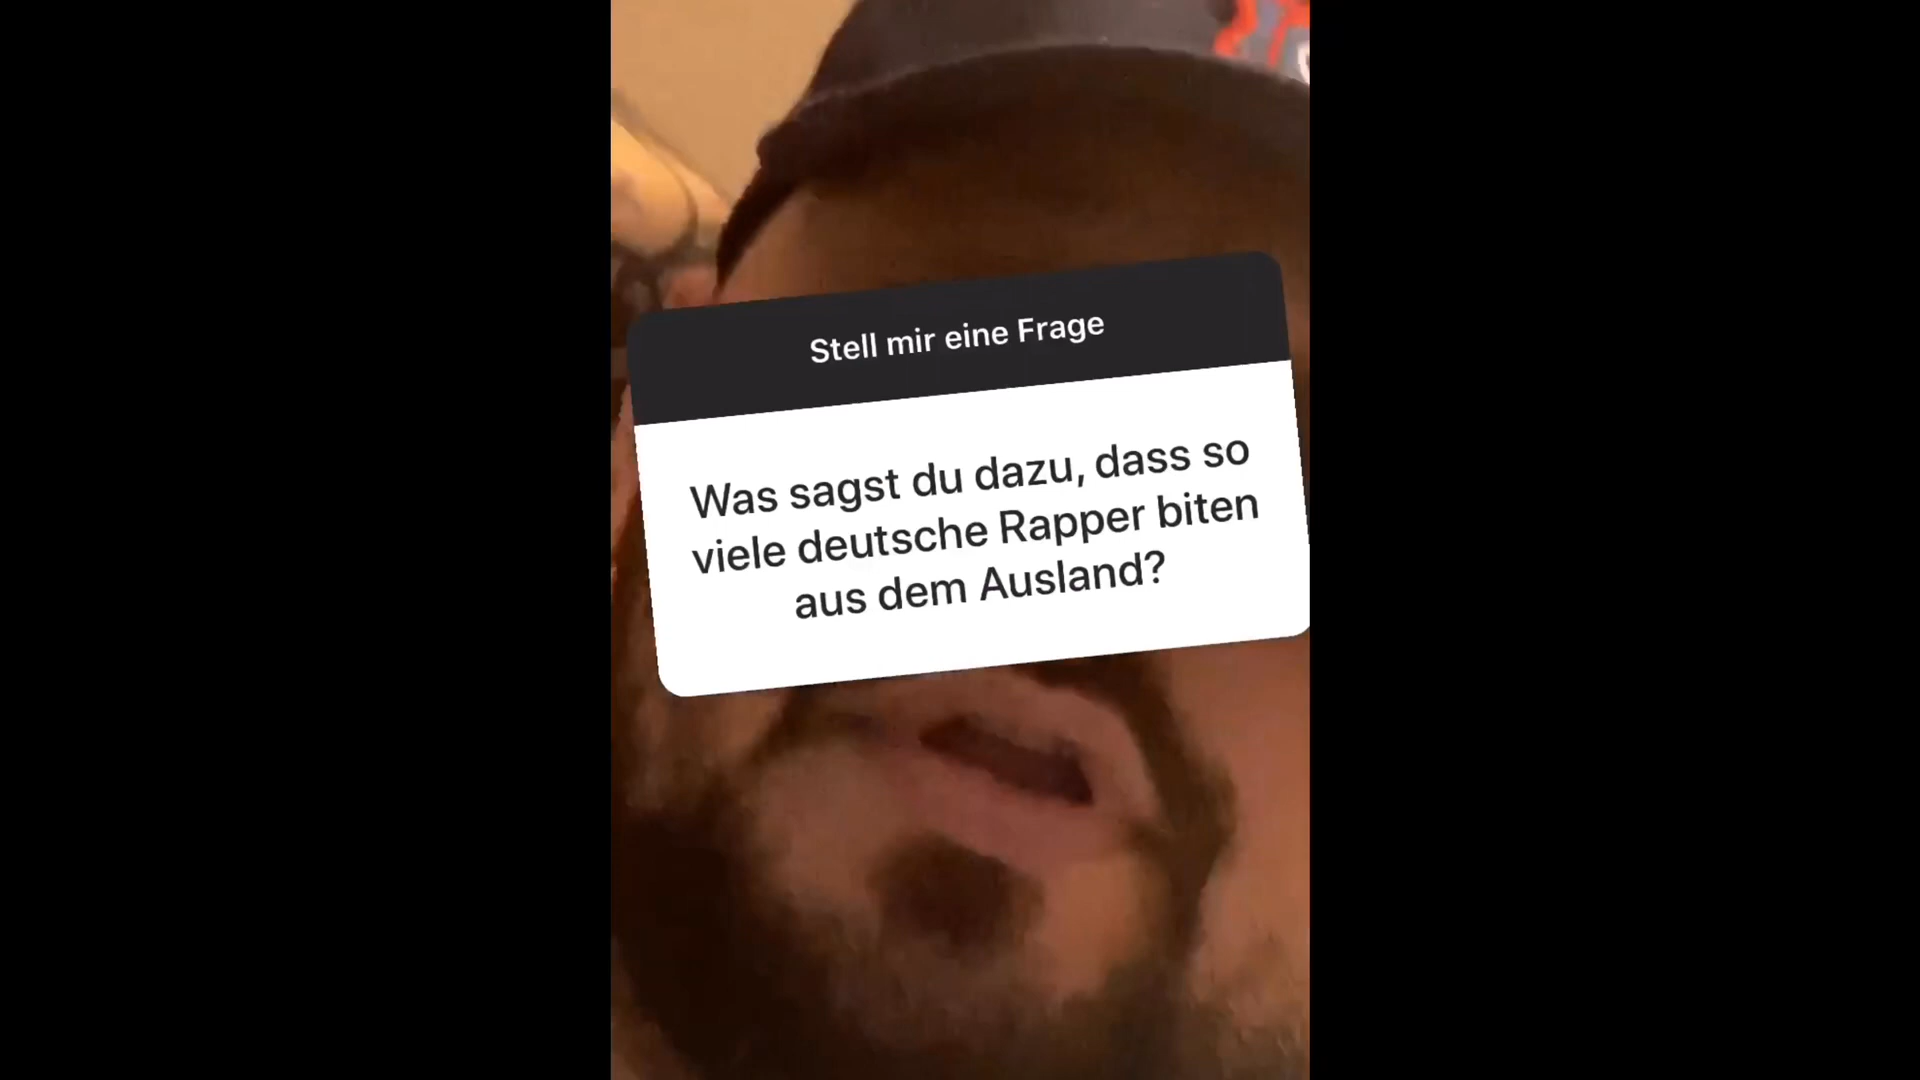 Stell mir eine Frage
Was sagst du dazu, dass so
viele deutsche Rapper biten
aus dem Ausland?